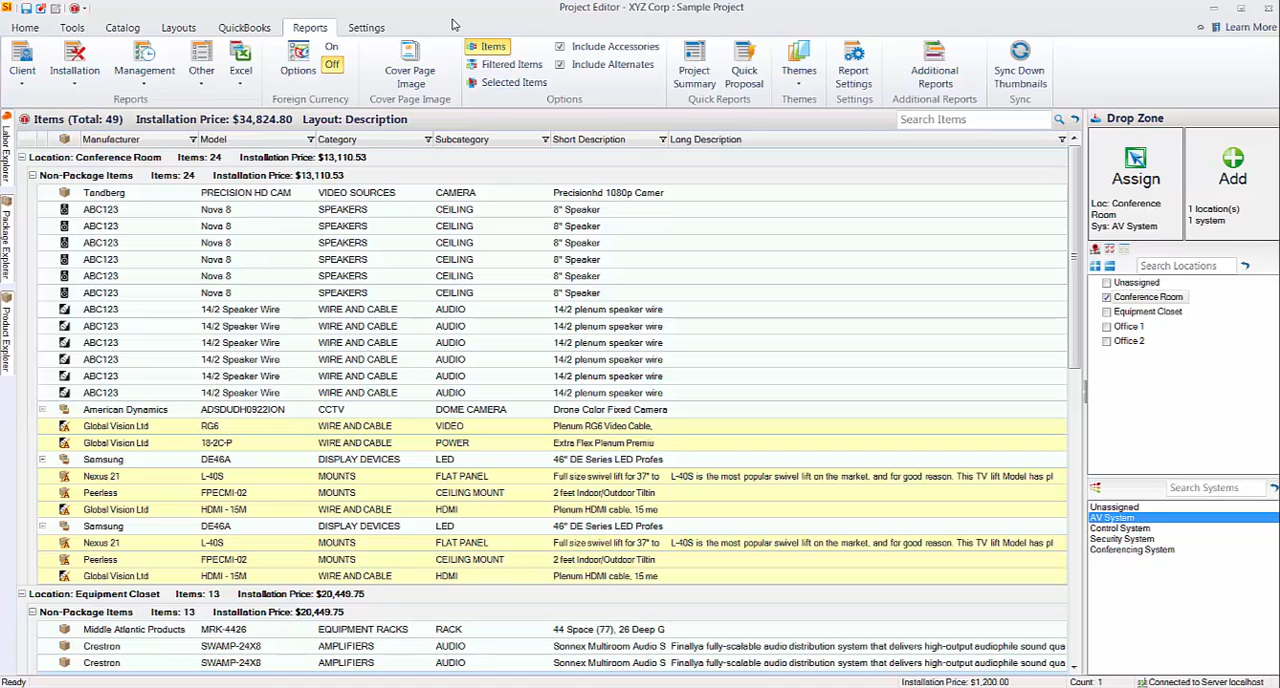 SI
Project Editor - XYZ Corp : Sample Project
Home Tools Catalog Layouts QuickBooks Reports Settings Learn More
Client Installation Management Other Excel
Reports
Options On Off
Foreign Currency
Cover Page Image
Cover Page Image
Items Include Accessories
Filtered Items Include Alternates
Selected Items
Options
Project Summary Quick Proposal
Quick Reports
Themes
Themes
Report Settings
Settings
Additional Reports
Additional Reports
Sync Down Thumbnails
Sync
Labor Explorer
Package Explorer
Product Explorer
Items (Total: 49) Installation Price: $34,824.80 Layout: Description Search Items
Manufacturer Model Category Subcategory Short Description Long Description
Location: Conference Room Items: 24 Installation Price: $13,110.53
Non-Package Items Items: 24 Installation Price: $13,110.53
Tandberg PRECISION HD CAM VIDEO SOURCES CAMERA Precisionhd 1080p Camer
ABC123 Nova 8 SPEAKERS CEILING 8" Speaker
ABC123 Nova 8 SPEAKERS CEILING 8" Speaker
ABC123 Nova 8 SPEAKERS CEILING 8" Speaker
ABC123 Nova 8 SPEAKERS CEILING 8" Speaker
ABC123 Nova 8 SPEAKERS CEILING 8" Speaker
ABC123 Nova 8 SPEAKERS CEILING 8" Speaker
ABC123 14/2 Speaker Wire WIRE AND CABLE AUDIO 14/2 plenum speaker wire
ABC123 14/2 Speaker Wire WIRE AND CABLE AUDIO 14/2 plenum speaker wire
ABC123 14/2 Speaker Wire WIRE AND CABLE AUDIO 14/2 plenum speaker wire
ABC123 14/2 Speaker Wire WIRE AND CABLE AUDIO 14/2 plenum speaker wire
ABC123 14/2 Speaker Wire WIRE AND CABLE AUDIO 14/2 plenum speaker wire
ABC123 14/2 Speaker Wire WIRE AND CABLE AUDIO 14/2 plenum speaker wire
American Dynamics ADSDUDH0922ION CCTV DOME CAMERA Drone Color Fixed Camera
Global Vision Ltd RG6 WIRE AND CABLE VIDEO Plenum RG6 Video Cable,
Global Vision Ltd 18-2C-P WIRE AND CABLE POWER Extra Flex Plenum Premiu
Samsung DE46A DISPLAY DEVICES LED 46" DE Series LED Profes
Nexus 21 L-40S MOUNTS FLAT PANEL Full size swivel lift for 37" to L-40S is the most popular swivel lift on the market, and for good reason. This TV lift Model has pl
Peerless FPECMI-02 MOUNTS CEILING MOUNT 2 feet Indoor/Outdoor Tiltin
Global Vision Ltd HDMI - 15M WIRE AND CABLE HDMI Plenum HDMI cable, 15 me
Samsung DE46A DISPLAY DEVICES LED 46" DE Series LED Profes
Nexus 21 L-40S MOUNTS FLAT PANEL Full size swivel lift for 37" to L-40S is the most popular swivel lift on the market, and for good reason. This TV lift Model has pl
Peerless FPECMI-02 MOUNTS CEILING MOUNT 2 feet Indoor/Outdoor Tiltin
Global Vision Ltd HDMI - 15M WIRE AND CABLE HDMI Plenum HDMI cable, 15 me
Location: Equipment Closet Items: 13 Installation Price: $20,449.75
Non-Package Items Items: 13 Installation Price: $20,449.75
Middle Atlantic Products MRK-4426 EQUIPMENT RACKS RACK 44 Space (77), 26 Deep G
Crestron SWAMP-24X8 AMPLIFIERS AUDIO Sonnex Multiroom Audio S Finallya fully-scalable audio distribution system that delivers high-output audiophile sound qua
Crestron SWAMP-24X8 AMPLIFIERS AUDIO Sonnex Multiroom Audio S Finallya fully-scalable audio distribution system that delivers high-output audiophile sound qua
Drop Zone
Assign
Loc: Conference
Room
Sys: AV System
Add
1 location(s)
1 system
Search Locations
Unassigned
Conference Room
Equipment Closet
Office 1
Office 2
Search Systems
Unassigned
AV System
Control System
Security System
Conferencing System
Ready Installation Price: $1,200.00 Count: 1 Connected to Server localhost